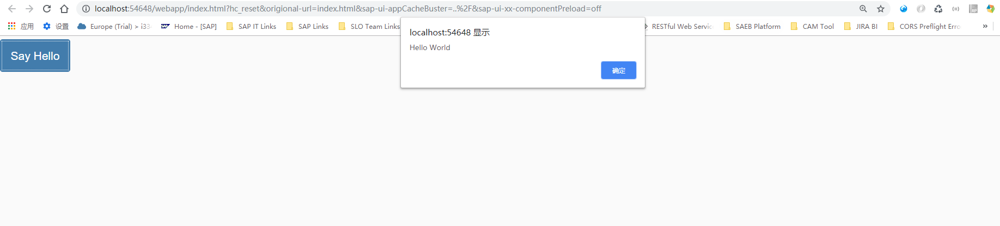 localhost:54648/webapp/index.html?hc_reset&origional-url=index.html&sap-ui-appCacheBuster=..%2F&sap-ui-xx-componentPreload=off
应用 设置 Europe (Trial) > i33 SAP Home - [SAP] SAP IT Links SAP Links SLO Team Links RESTful Web Servic SAEB Platform CAM Tool JIRA BI CORS Preflight Erro »
localhost:54648 显示
Hello World
确定
Say Hello